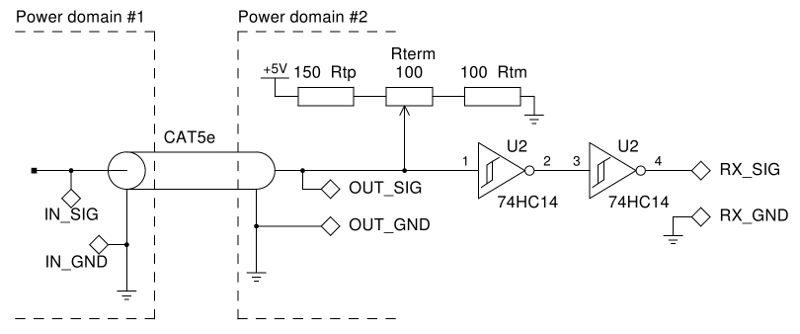 Power domain #1
Power domain #2
Rterm
+5V 150 Rtp 100 100 Rtm
CAT5e
U2
U2
1 2 3 4 RX_SIG
OUT_SIG
74HC14
74HC14
IN_SIG
RX_GND
OUT_GND
IN_GND